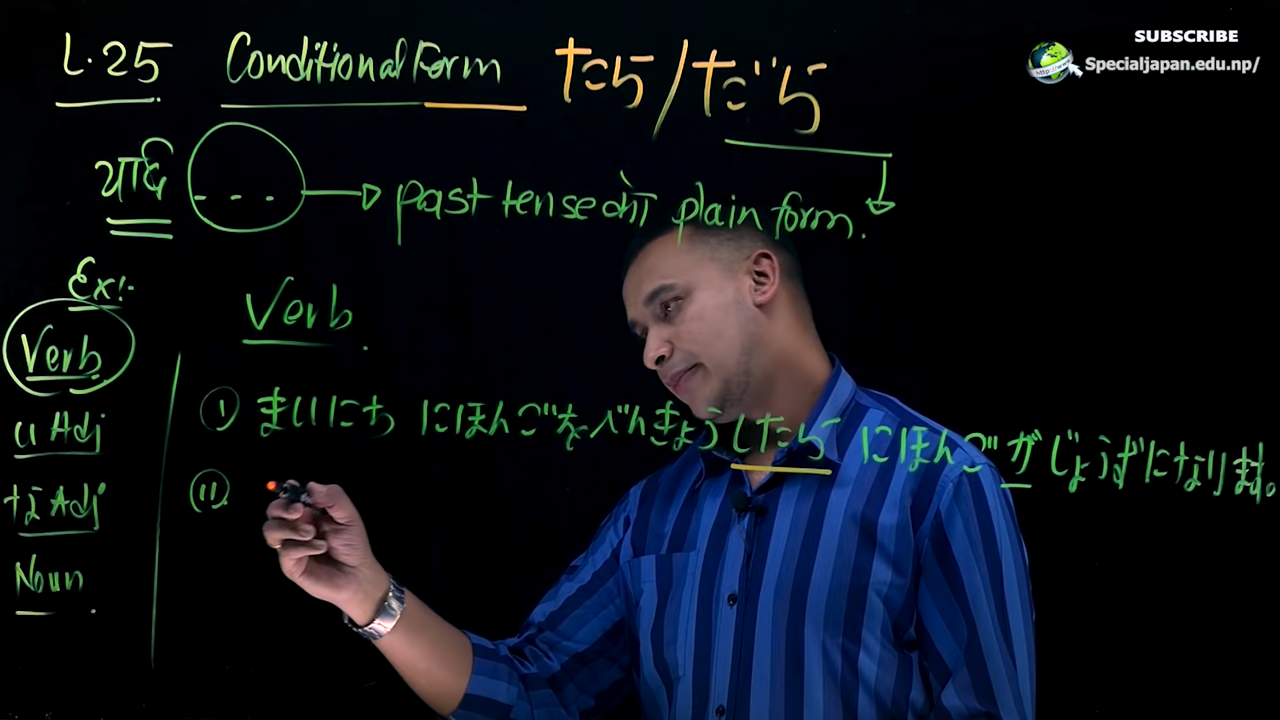 SUBSCRIBE
Specialjapan.edu.np/
L.25 Conditional Form たら/だら
यदि ... past tense को plain form.
Ex:-
Verb
い Adj
な Adj
Noun
Verb.
① まいにち にほんごをべんきょうしたら にほんごがじょうずになります。
(11).